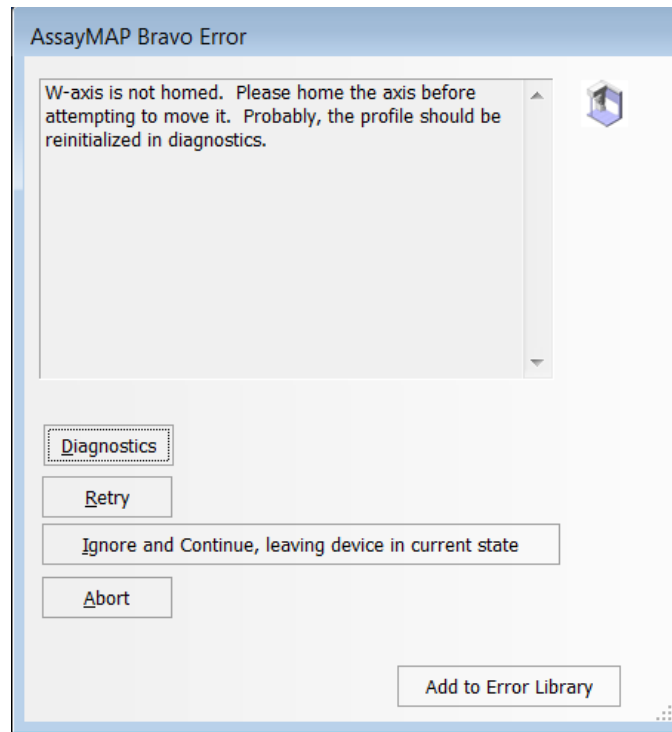 AssayMAP Bravo Error
W-axis is not homed.  Please home the axis before
attempting to move it.  Probably, the profile should be
reinitialized in diagnostics.
Diagnostics
Retry
Ignore and Continue, leaving device in current state
Abort
Add to Error Library